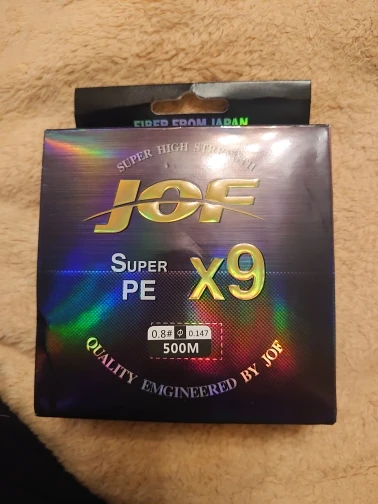 FIBER FROM JAPAN
SUPER HIGH STRENGTH
JOF
SUPER
PE
x9
0.8# Φ 0.147
500M
QUALITY EMGINEERED BY JOF